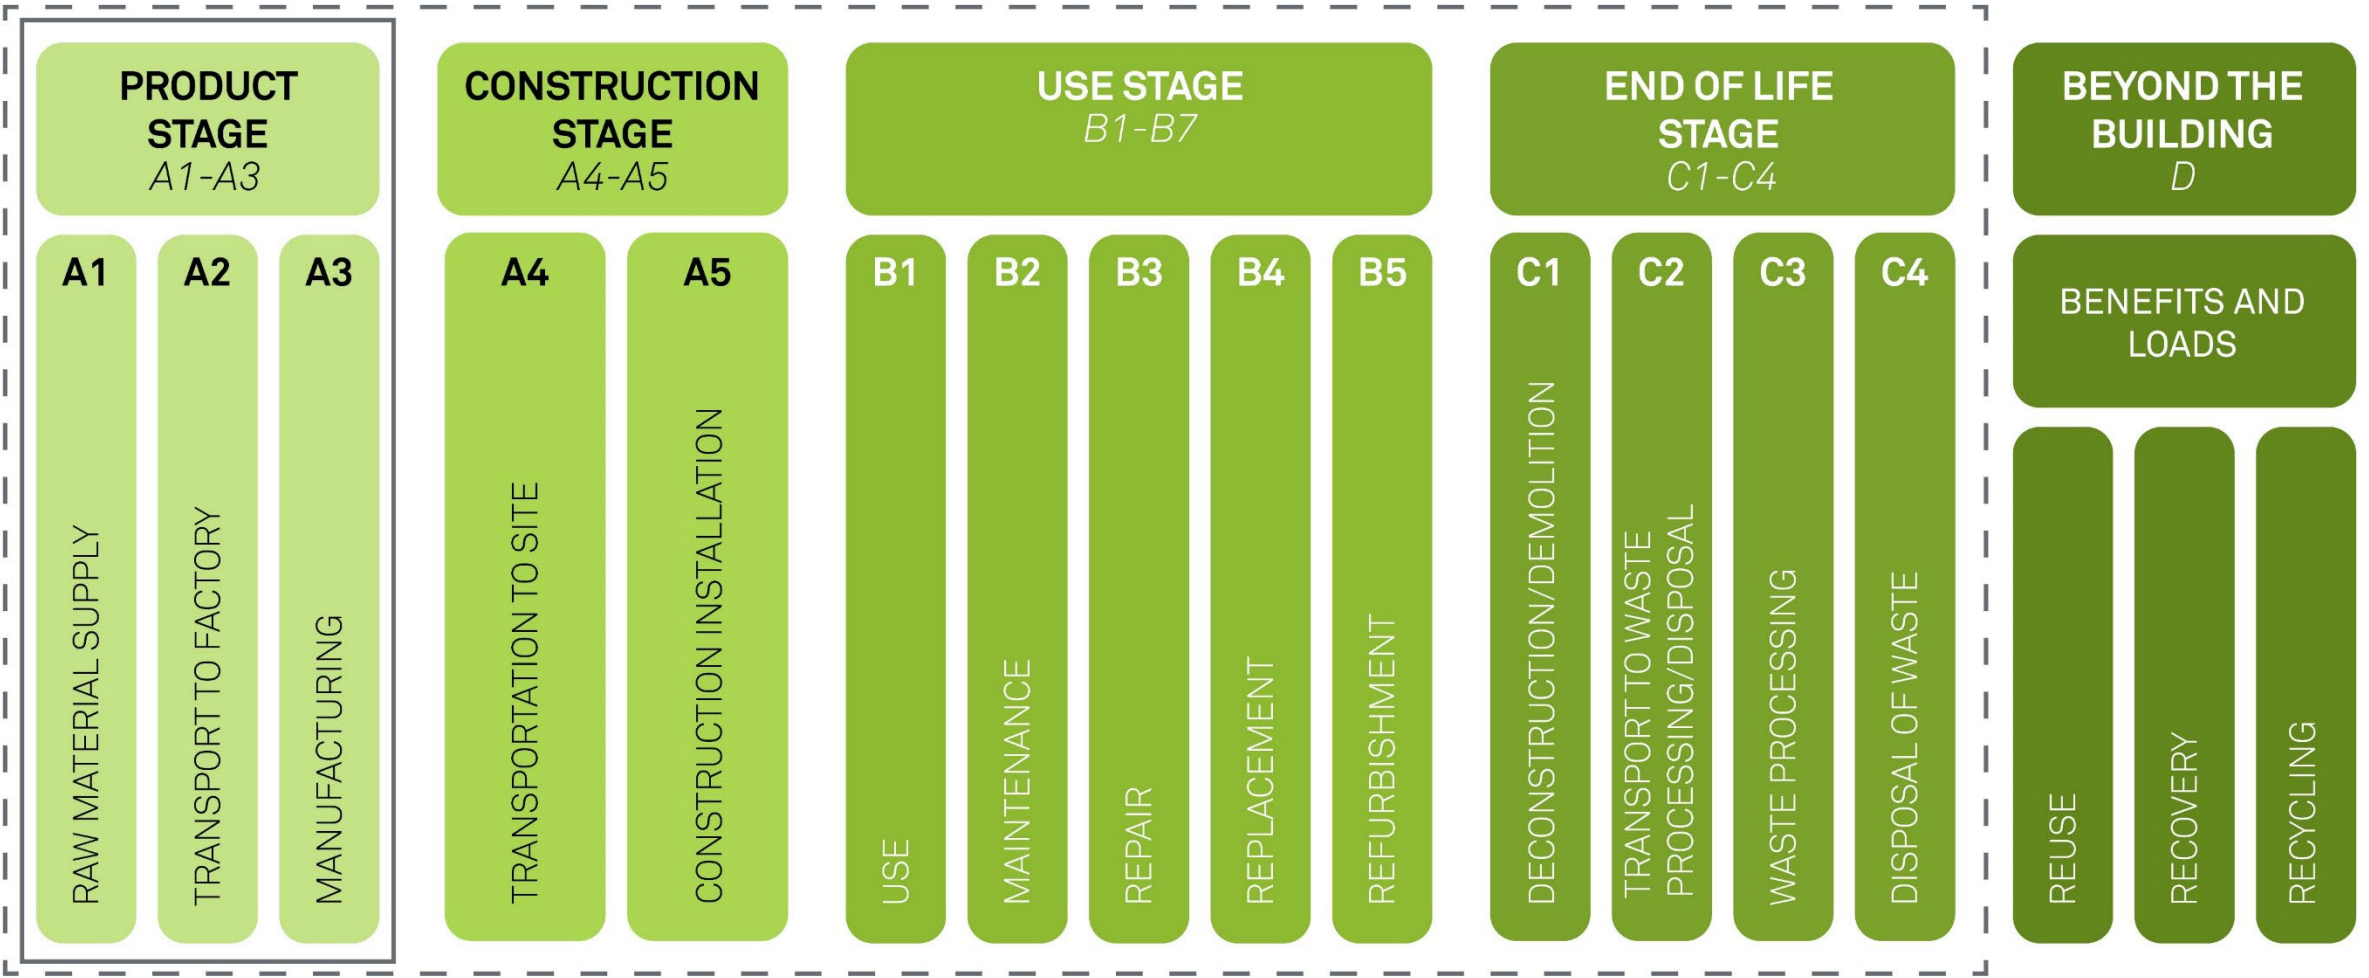 PRODUCT
STAGE
A1-A3
CONSTRUCTION
STAGE
A4-A5
USE STAGE
B1-B7
END OF LIFE
STAGE
C1-C4
BEYOND THE
BUILDING
D
A1
RAW MATERIAL SUPPLY
A2
TRANSPORT TO FACTORY
A3
MANUFACTURING
A4
TRANSPORTATION TO SITE
A5
CONSTRUCTION INSTALLATION
B1
USE
B2
MAINTENANCE
B3
REPAIR
B4
REPLACEMENT
B5
REFURBISHMENT
C1
DECONSTRUCTION/DEMOLITION
C2
TRANSPORT TO WASTE
PROCESSING/DISPOSAL
C3
WASTE PROCESSING
C4
DISPOSAL OF WASTE
BENEFITS AND
LOADS
REUSE
RECOVERY
RECYCLING